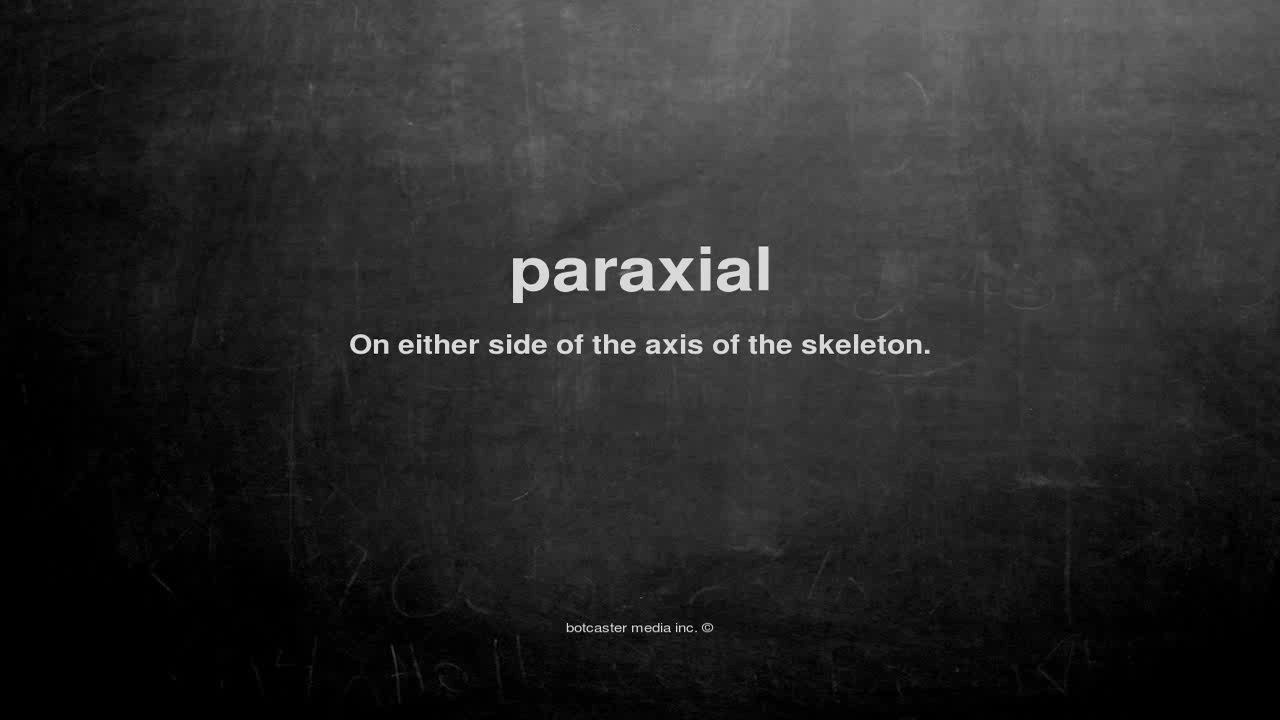 paraxial
On either side of the axis of the skeleton.
botcaster media inc. ©